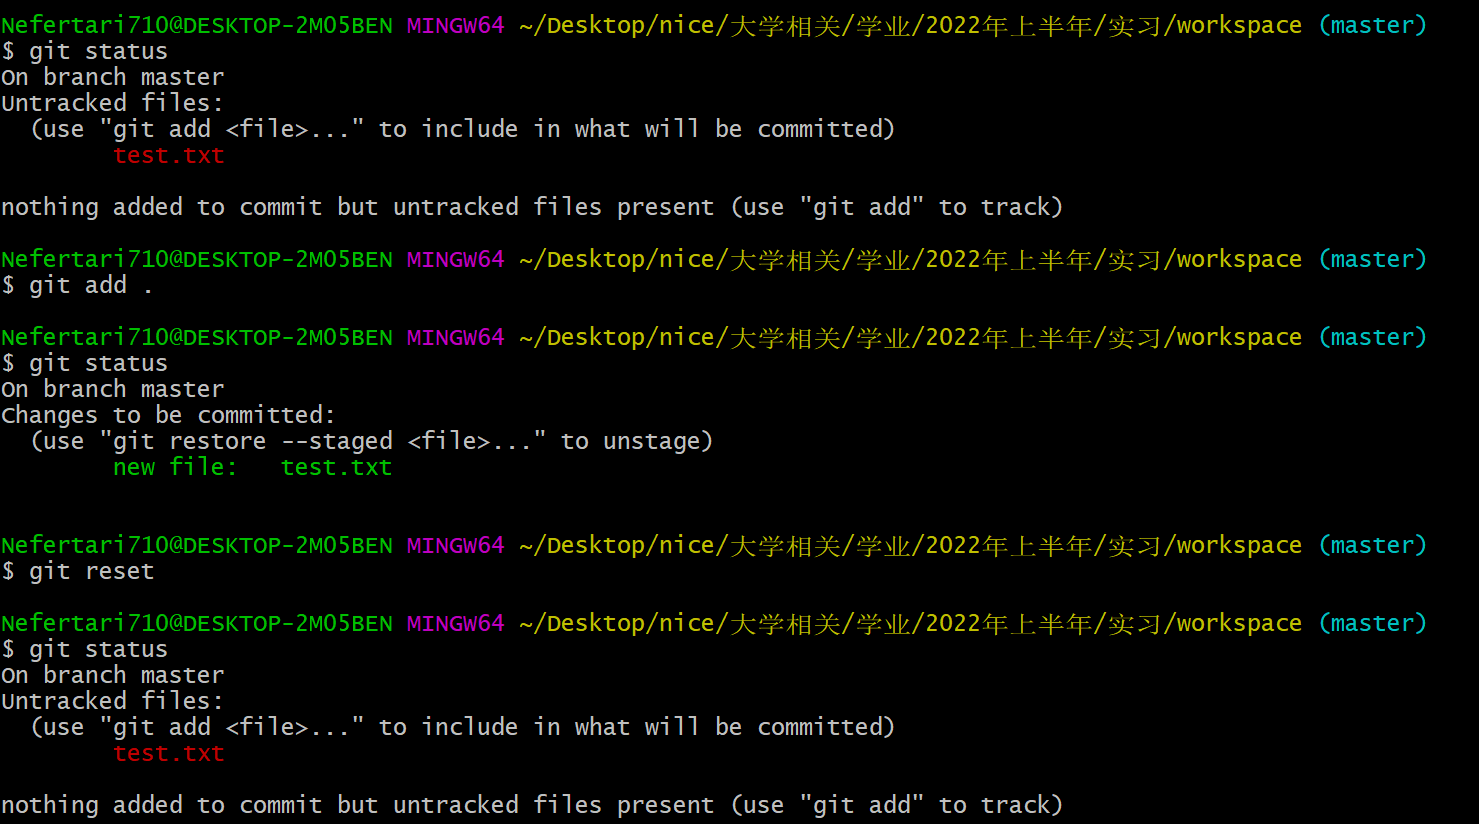 Nefertari710@DESKTOP-2MO5BEN MINGW64 ~/Desktop/nice/大学相关/学业/2022年上半年/实习/workspace (master)
$ git status
On branch master
Untracked files:
  (use "git add <file>..." to include in what will be committed)
        test.txt
nothing added to commit but untracked files present (use "git add" to track)
Nefertari710@DESKTOP-2MO5BEN MINGW64 ~/Desktop/nice/大学相关/学业/2022年上半年/实习/workspace (master)
$ git add .
Nefertari710@DESKTOP-2MO5BEN MINGW64 ~/Desktop/nice/大学相关/学业/2022年上半年/实习/workspace (master)
$ git status
On branch master
Changes to be committed:
  (use "git restore --staged <file>..." to unstage)
        new file:   test.txt
Nefertari710@DESKTOP-2MO5BEN MINGW64 ~/Desktop/nice/大学相关/学业/2022年上半年/实习/workspace (master)
$ git reset
Nefertari710@DESKTOP-2MO5BEN MINGW64 ~/Desktop/nice/大学相关/学业/2022年上半年/实习/workspace (master)
$ git status
On branch master
Untracked files:
  (use "git add <file>..." to include in what will be committed)
        test.txt
nothing added to commit but untracked files present (use "git add" to track)